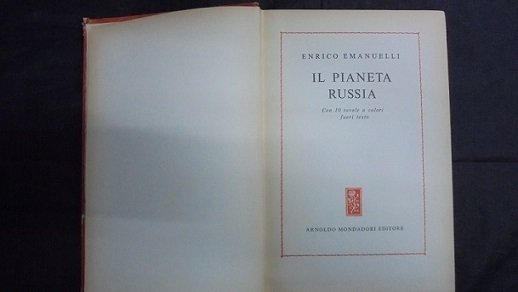 ENRICO EMANUELLI
IL PIANETA
RUSSIA
Con 10 tavole a colori
fuori testo
ARNOLDO MONDADORI EDITORE